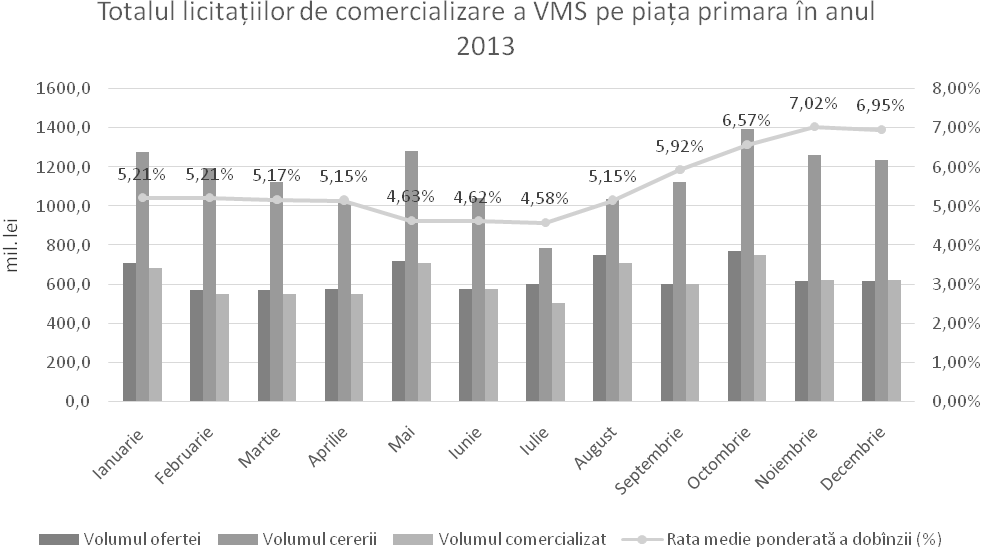 Totalul licitațiilor de comercializare a VMS pe piața primara în anul
2013
1600,0
1400,0
1200,0
1000,0
800,0
600,0
400,0
200,0
0,0
mil. lei
8,00%
7,00%
6,00%
5,00%
4,00%
3,00%
2,00%
1,00%
0,00%
5,21%
5,21%
5,17%
5,15%
4,63%
4,62%
4,58%
5,15%
5,92%
6,57%
7,02%
6,95%
Ianuarie
Februarie
Martie
Aprilie
Mai
Iunie
Iulie
August
Septembrie
Octombrie
Noiembrie
Decembrie
Volumul ofertei
Volumul cererii
Volumul comercializat
Rata medie ponderată a dobînzii (%)